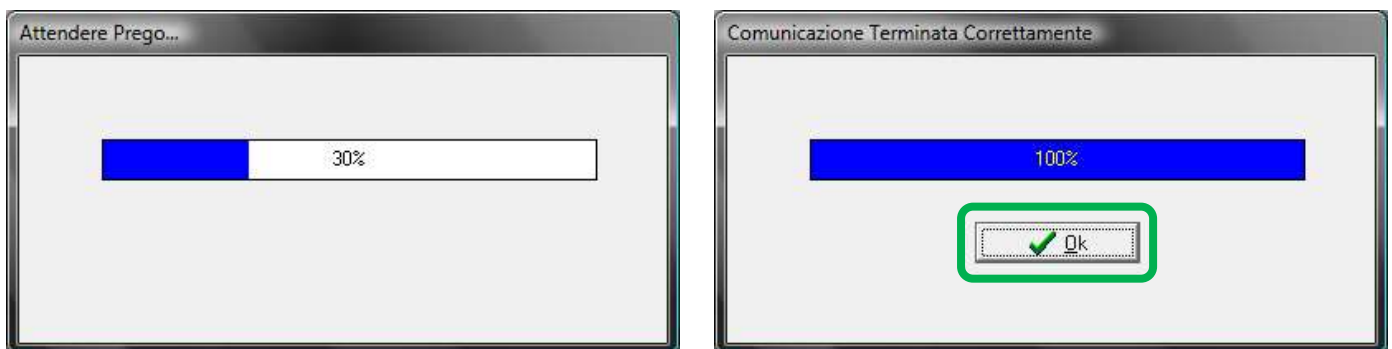 Attendere Prego...
30%
Comunicazione Terminata Correttamente
100%
Ok